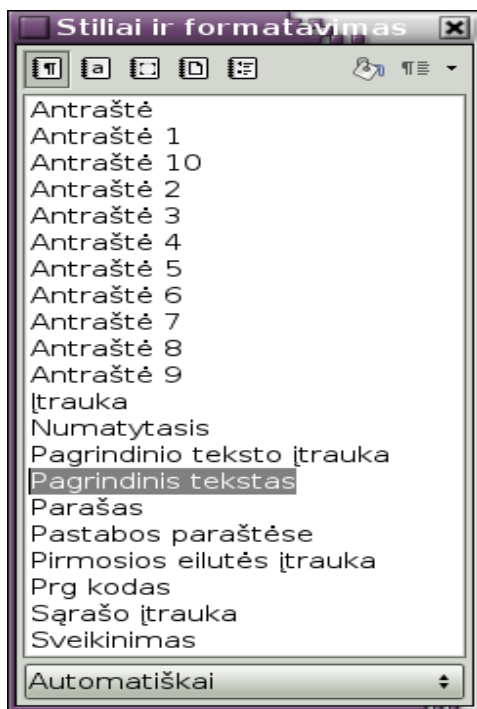 Stiliai ir formatavimas
Antraštė
Antraštė 1
Antraštė 10
Antraštė 2
Antraštė 3
Antraštė 4
Antraštė 5
Antraštė 6
Antraštė 7
Antraštė 8
Antraštė 9
Įtrauka
Numatytasis
Pagrindinio teksto įtrauka
Pagrindinis tekstas
Parašas
Pastabos paraštėse
Pirmosios eilutės įtrauka
Prg kodas
Sąrašo įtrauka
Sveikinimas
Automatiškai